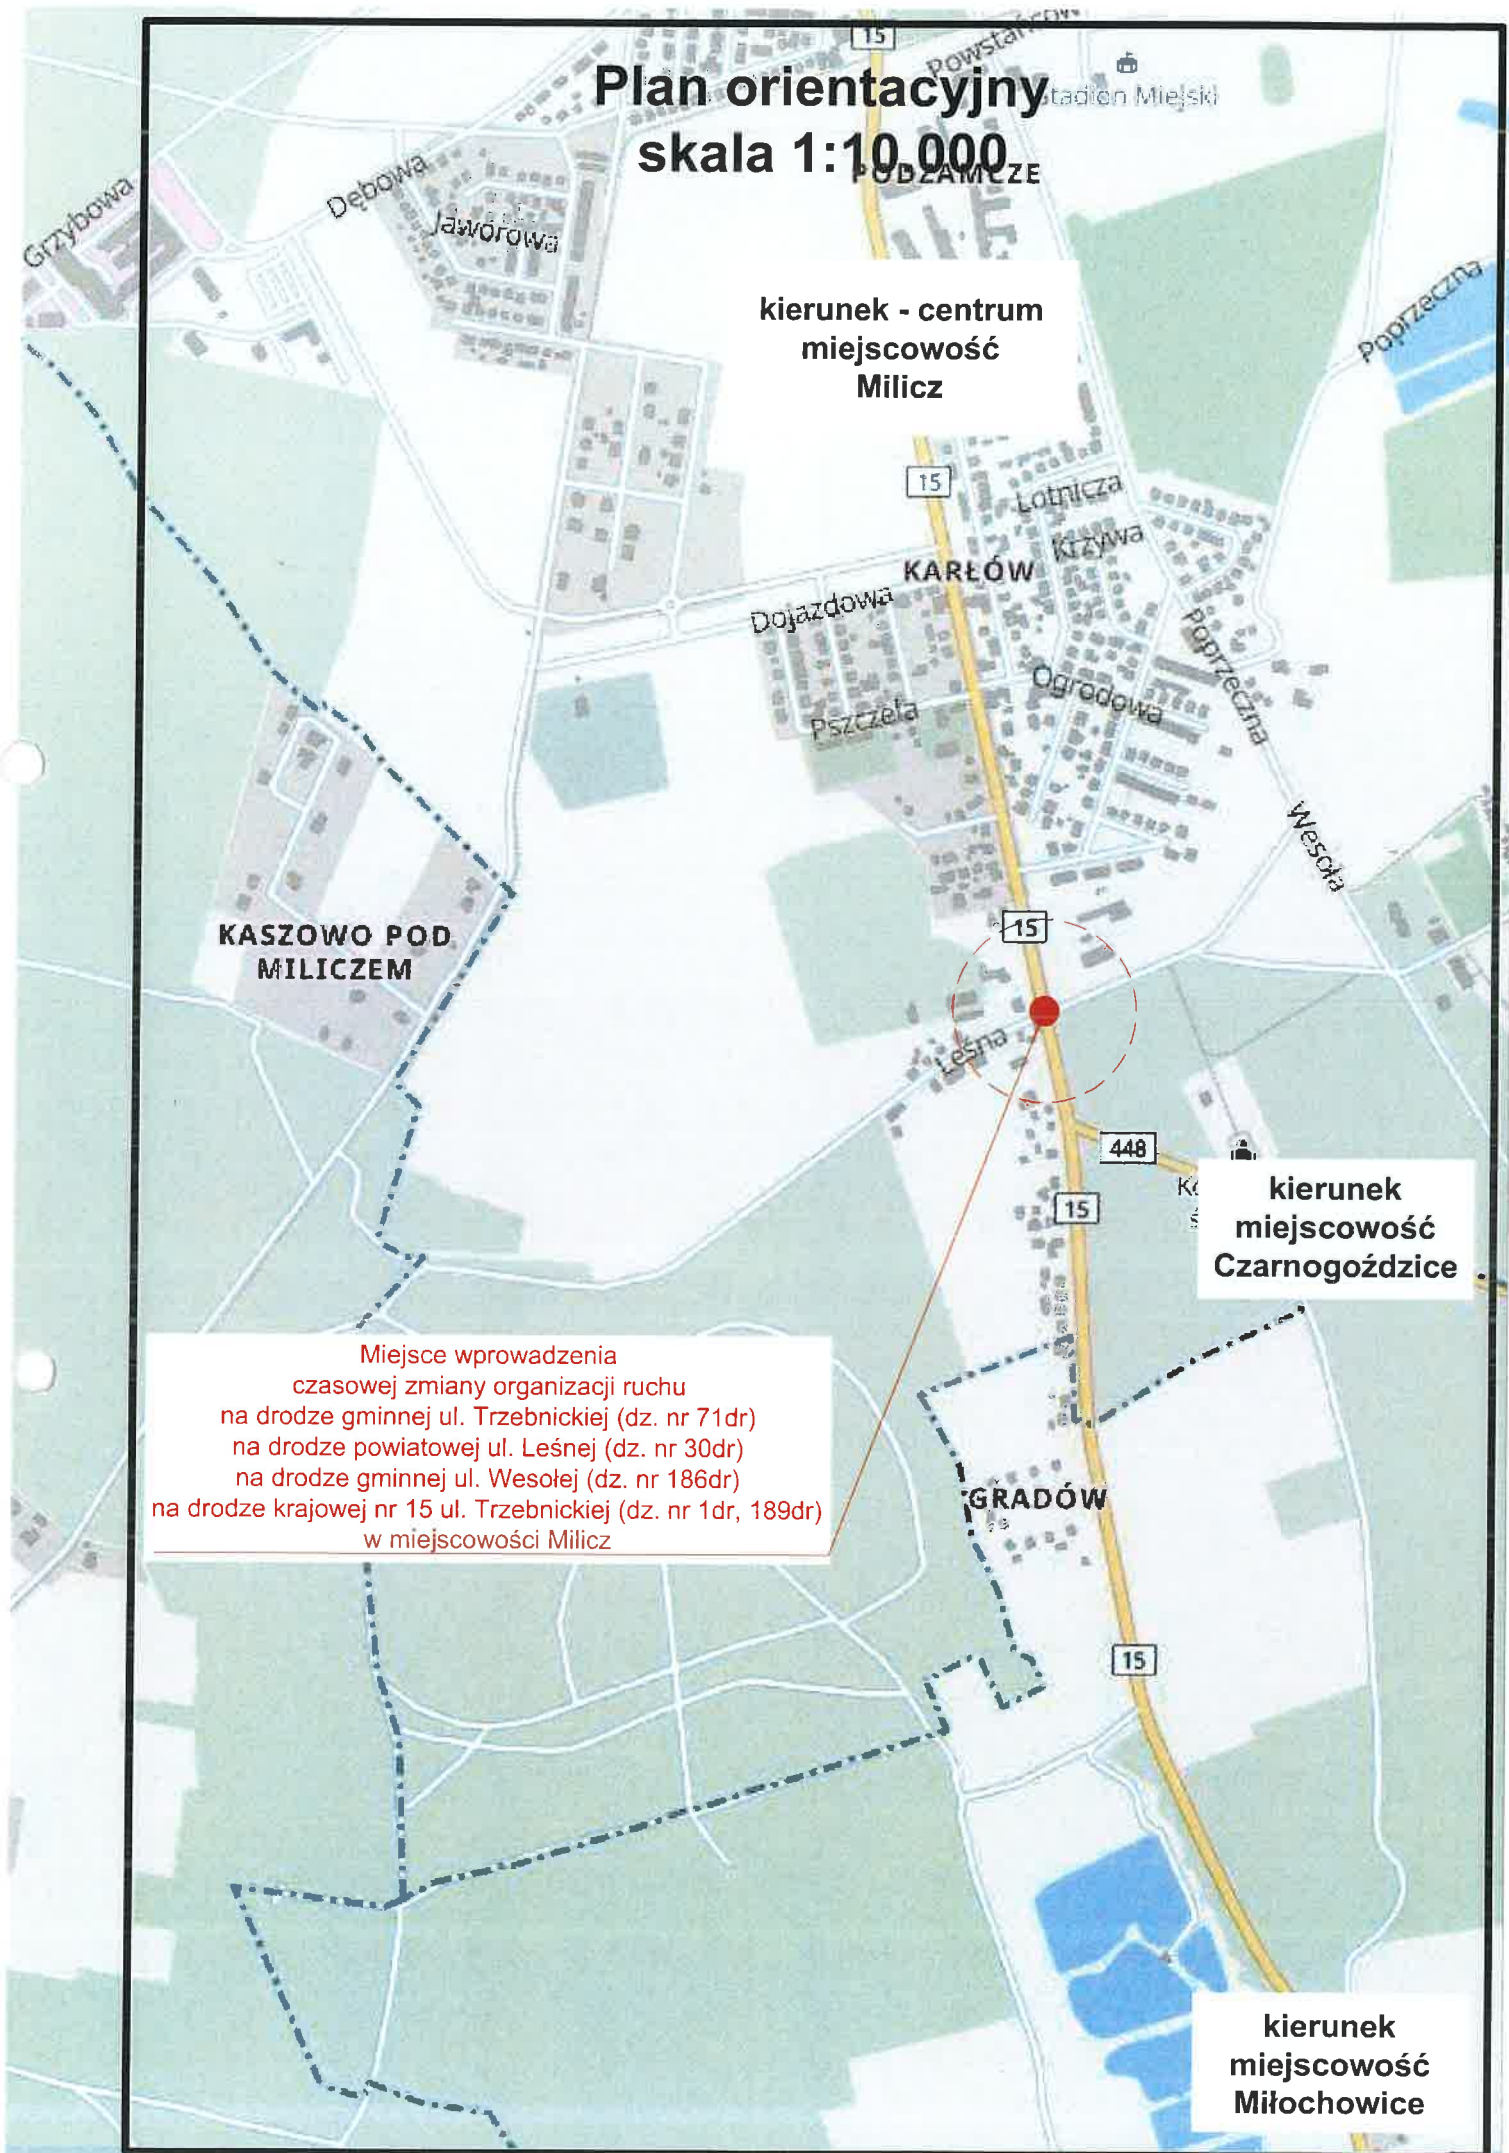 15
Powstańców
Plan orientacyjny
skala 1:10 000
Stadion Miejski
PODZAMCZE
Grzybowa
Dębowa
Jaworowa
kierunek - centrum
miejscowość
Milicz
Poprzeczna
15
Lotnicza
Krzywa
KARŁÓW
Dojazdowa
Poprzeczna
Ogrodowa
Pszczela
Wesoła
KASZOWO POD
MILICZEM
15
Leśna
448
15
kierunek
miejscowość
Czarnogoździce
Miejsce wprowadzenia
czasowej zmiany organizacji ruchu
na drodze gminnej ul. Trzebnickiej (dz. nr 71dr)
na drodze powiatowej ul. Leśnej (dz. nr 30dr)
na drodze gminnej ul. Wesołej (dz. nr 186dr)
na drodze krajowej nr 15 ul. Trzebnickiej (dz. nr 1dr, 189dr)
w miejscowości Milicz
GRADÓW
15
kierunek
miejscowość
Miłochowice